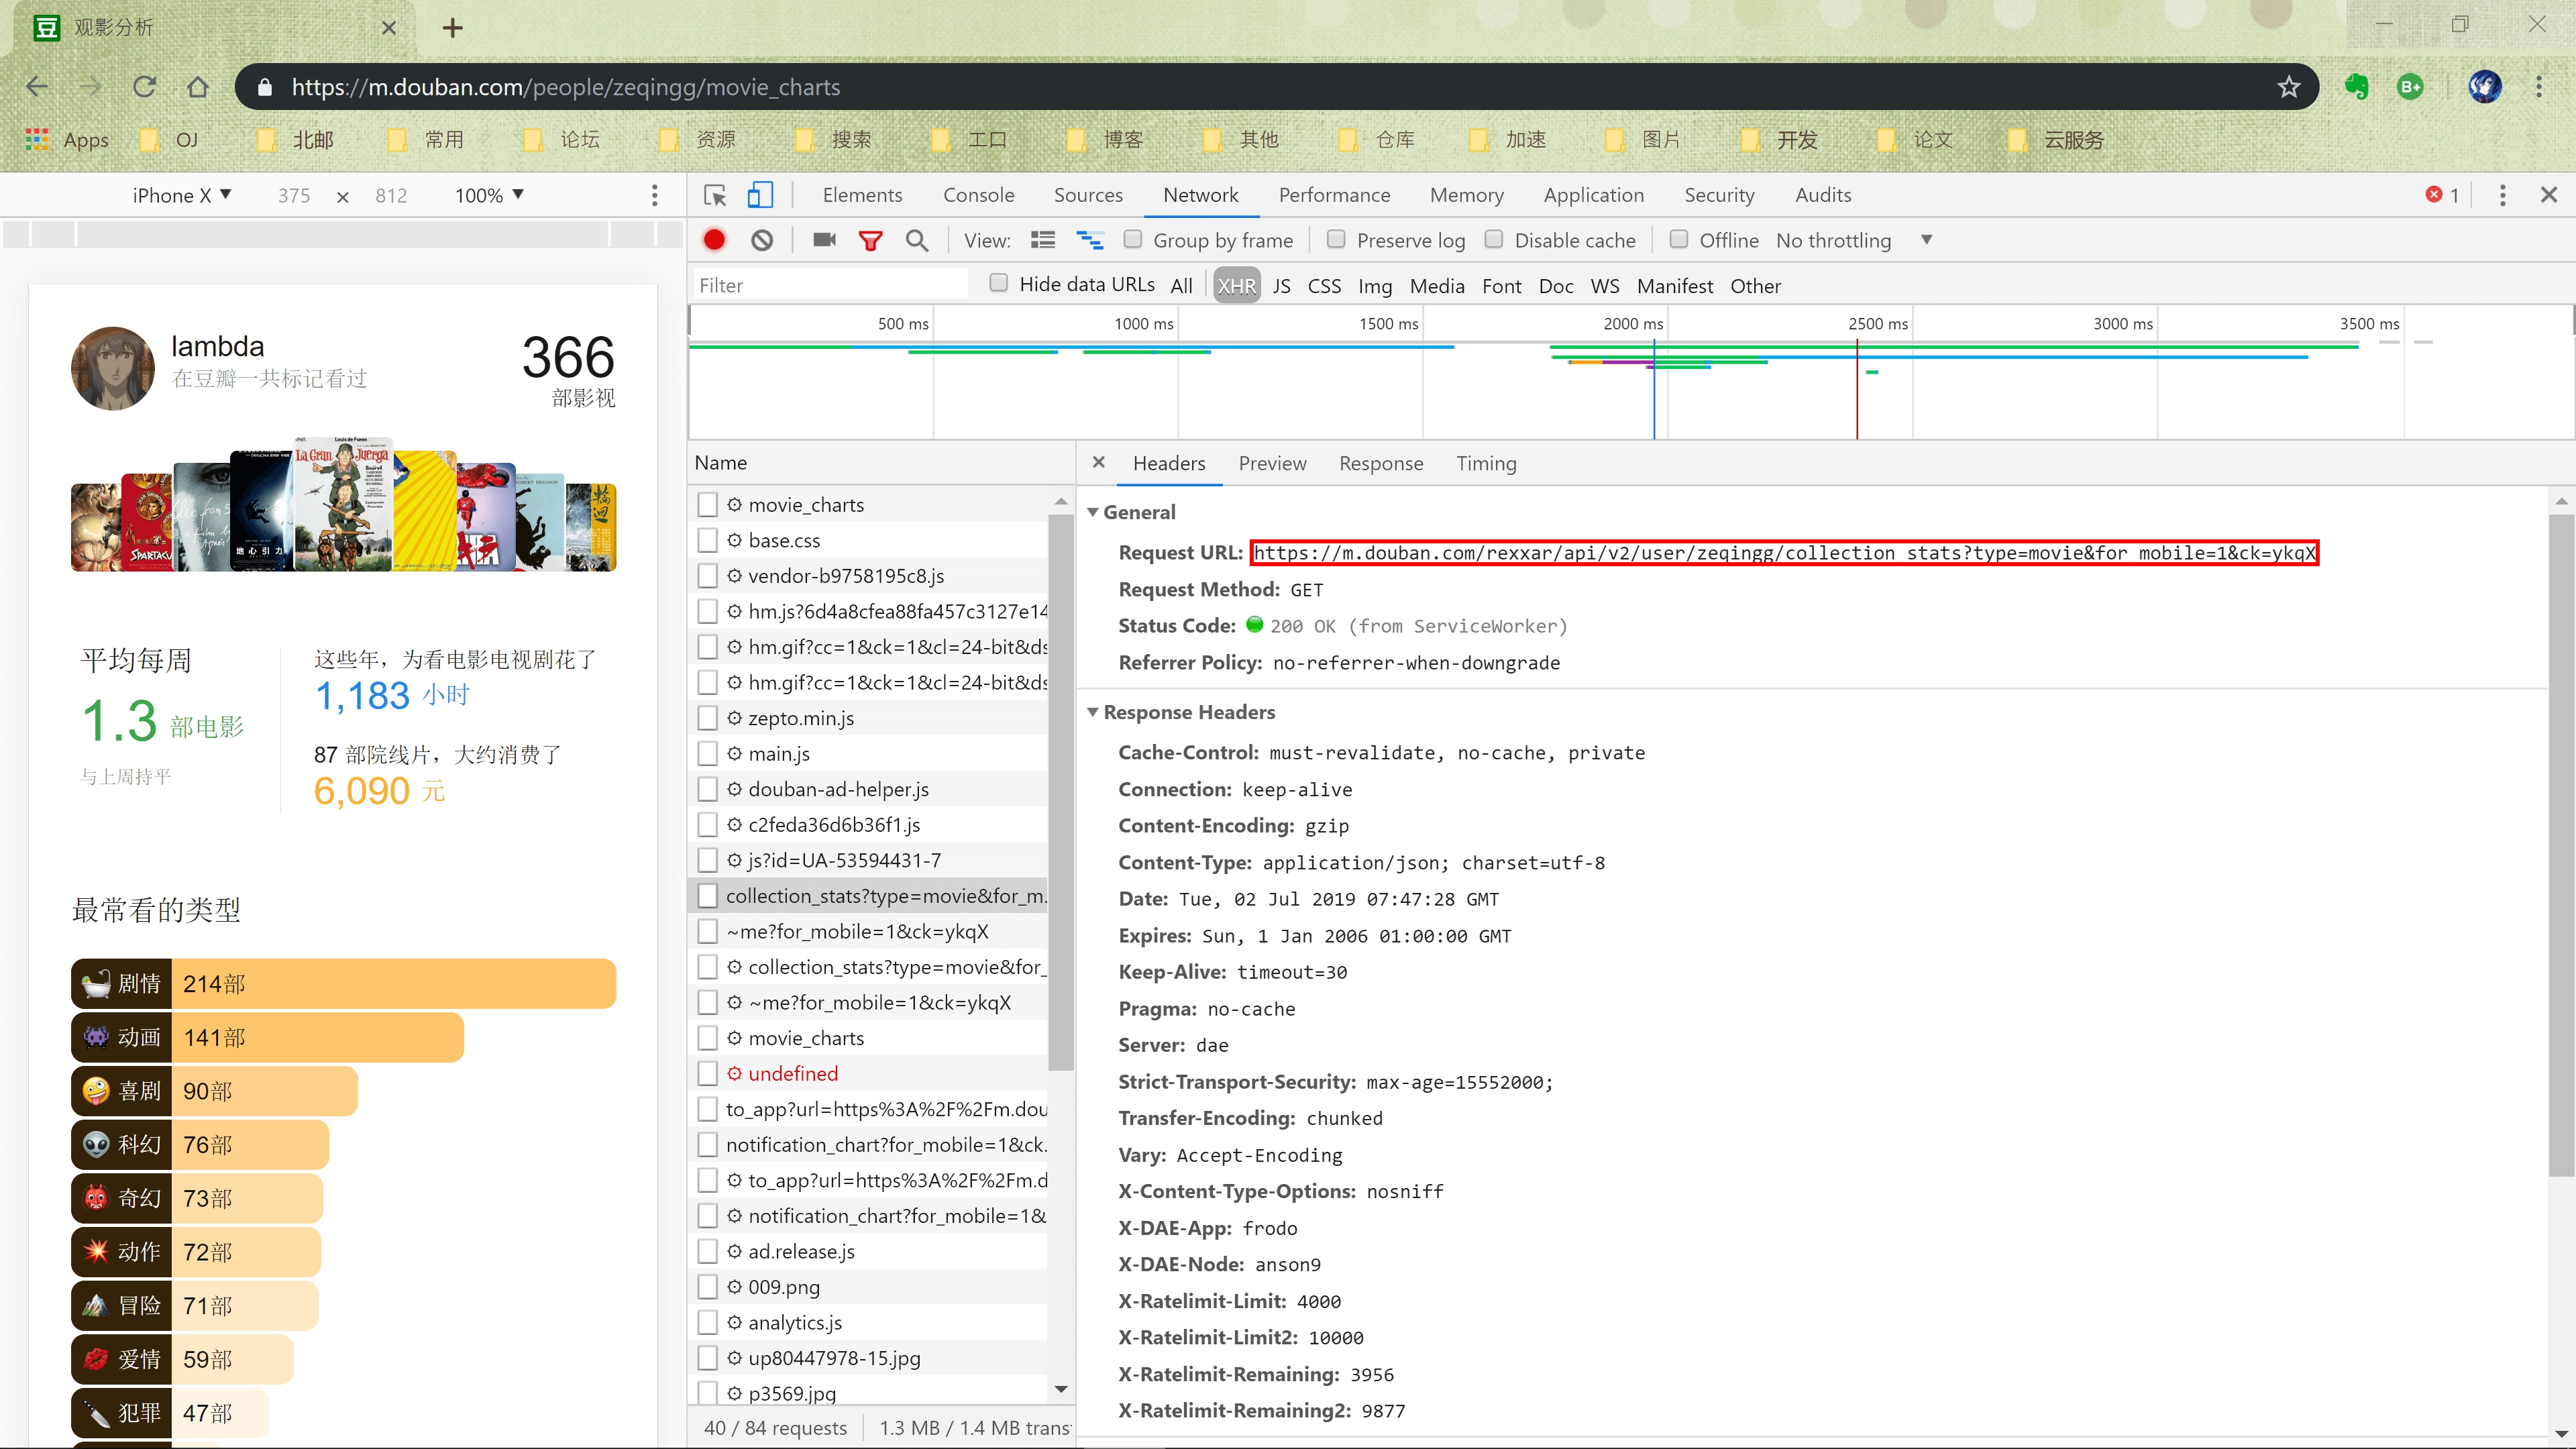 观影分析
https://m.douban.com/people/zeqingg/movie_charts
Apps OJ 北邮 常用 论坛 资源 搜索 工口 博客 其他 仓库 加速 图片 开发 论文 云服务
iPhone X 375 × 812 100%
Elements Console Sources Network Performance Memory Application Security Audits 1
View: Group by frame Preserve log Disable cache Offline No throttling
Filter Hide data URLs All XHR JS CSS Img Media Font Doc WS Manifest Other
500 ms 1000 ms 1500 ms 2000 ms 2500 ms 3000 ms 3500 ms
lambda
在豆瓣一共标记看过
366
部影视
La Gran Juerga
地心引力
平均每周
1.3 部电影
与上周持平
这些年，为看电影电视剧花了
1,183 小时
87 部院线片，大约消费了
6,090 元
最常看的类型
剧情 214部
动画 141部
喜剧 90部
科幻 76部
奇幻 73部
动作 72部
冒险 71部
爱情 59部
犯罪 47部
Name
movie_charts
base.css
vendor-b9758195c8.js
hm.js?6d4a8cfea88fa457c3127e14
hm.gif?cc=1&ck=1&cl=24-bit&ds
hm.gif?cc=1&ck=1&cl=24-bit&ds
zepto.min.js
main.js
douban-ad-helper.js
c2feda36d6b36f1.js
js?id=UA-53594431-7
collection_stats?type=movie&for_m.
~me?for_mobile=1&ck=ykqX
collection_stats?type=movie&for_
~me?for_mobile=1&ck=ykqX
movie_charts
undefined
to_app?url=https%3A%2F%2Fm.dou
notification_chart?for_mobile=1&ck.
to_app?url=https%3A%2F%2Fm.d
notification_chart?for_mobile=1&
ad.release.js
009.png
analytics.js
up80447978-15.jpg
p3569.jpg
40 / 84 requests 1.3 MB / 1.4 MB trans
Headers Preview Response Timing
General
Request URL: https://m.douban.com/rexxar/api/v2/user/zeqingg/collection_stats?type=movie&for_mobile=1&ck=ykqX
Request Method: GET
Status Code: 200 OK (from ServiceWorker)
Referrer Policy: no-referrer-when-downgrade
Response Headers
Cache-Control: must-revalidate, no-cache, private
Connection: keep-alive
Content-Encoding: gzip
Content-Type: application/json; charset=utf-8
Date: Tue, 02 Jul 2019 07:47:28 GMT
Expires: Sun, 1 Jan 2006 01:00:00 GMT
Keep-Alive: timeout=30
Pragma: no-cache
Server: dae
Strict-Transport-Security: max-age=15552000;
Transfer-Encoding: chunked
Vary: Accept-Encoding
X-Content-Type-Options: nosniff
X-DAE-App: frodo
X-DAE-Node: anson9
X-Ratelimit-Limit: 4000
X-Ratelimit-Limit2: 10000
X-Ratelimit-Remaining: 3956
X-Ratelimit-Remaining2: 9877